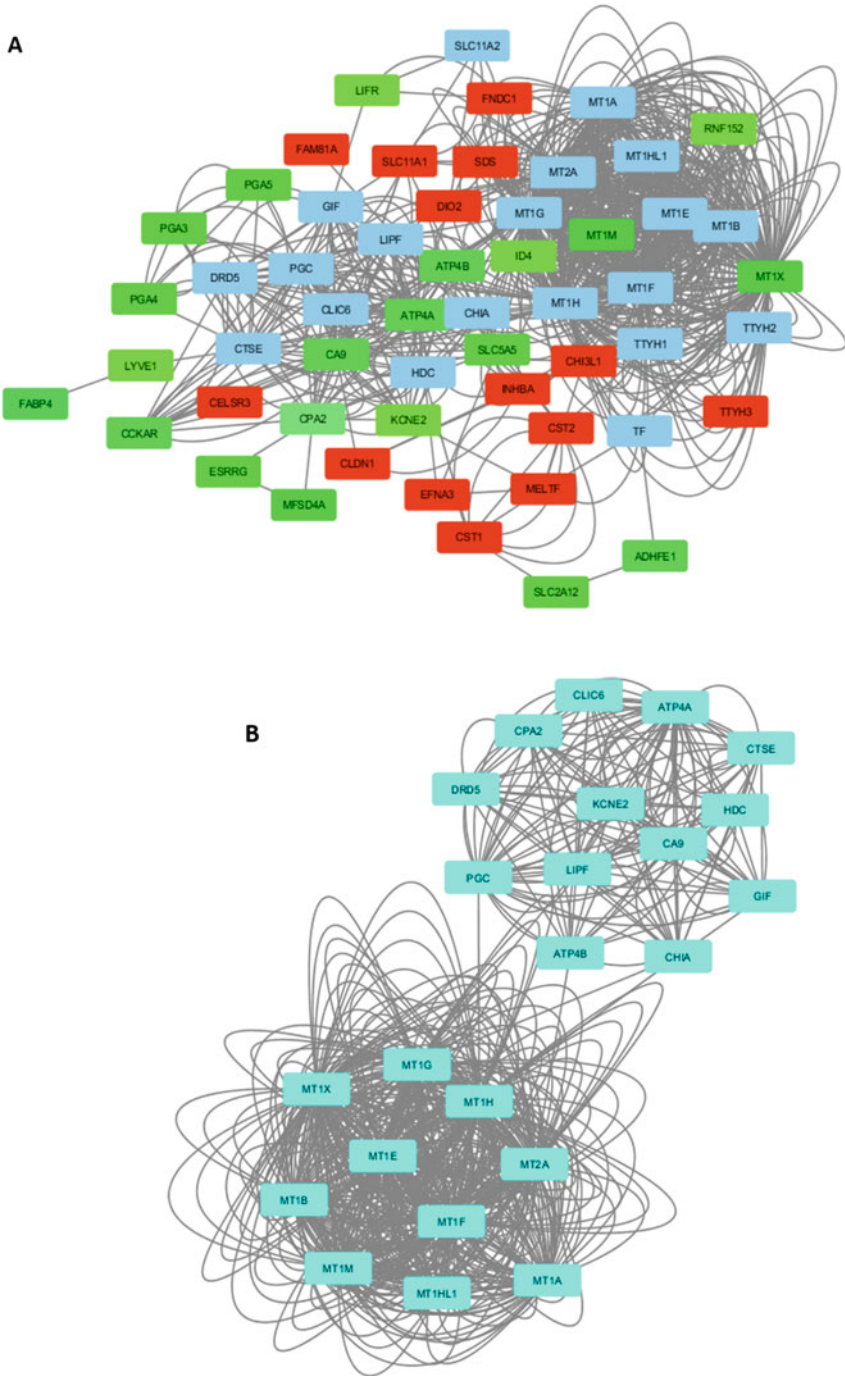 A
SLC11A2
LIFR
FNDC1
MT1A
RNF152
FAM81A
SLC11A1
SDS
MT2A
MT1HL1
PGA5
GIF
DIO2
MT1G
MT1E
MT1B
PGA3
LIPF
MT1M
ID4
ATP4B
DRD5
PGC
MT1X
PGA4
CLIC6
ATP4A
CHIA
MT1H
MT1F
TTYH2
CTSE
CA9
SLC5A5
TTYH1
LYVE1
HDC
CHI3L1
INHBA
FABP4
CELSR3
CCKAR
CPA2
KCNE2
CST2
TF
TTYH3
CLDN1
ESRRG
MFSD4A
EFNA3
MELTF
CST1
ADHFE1
SLC2A12
B
CLIC6
ATP4A
CPA2
CTSE
DRD5
KCNE2
HDC
CA9
PGC
LIPF
GIF
ATP4B
CHIA
MT1G
MT1X
MT1H
MT1E
MT2A
MT1B
MT1F
MT1M
MT1A
MT1HL1